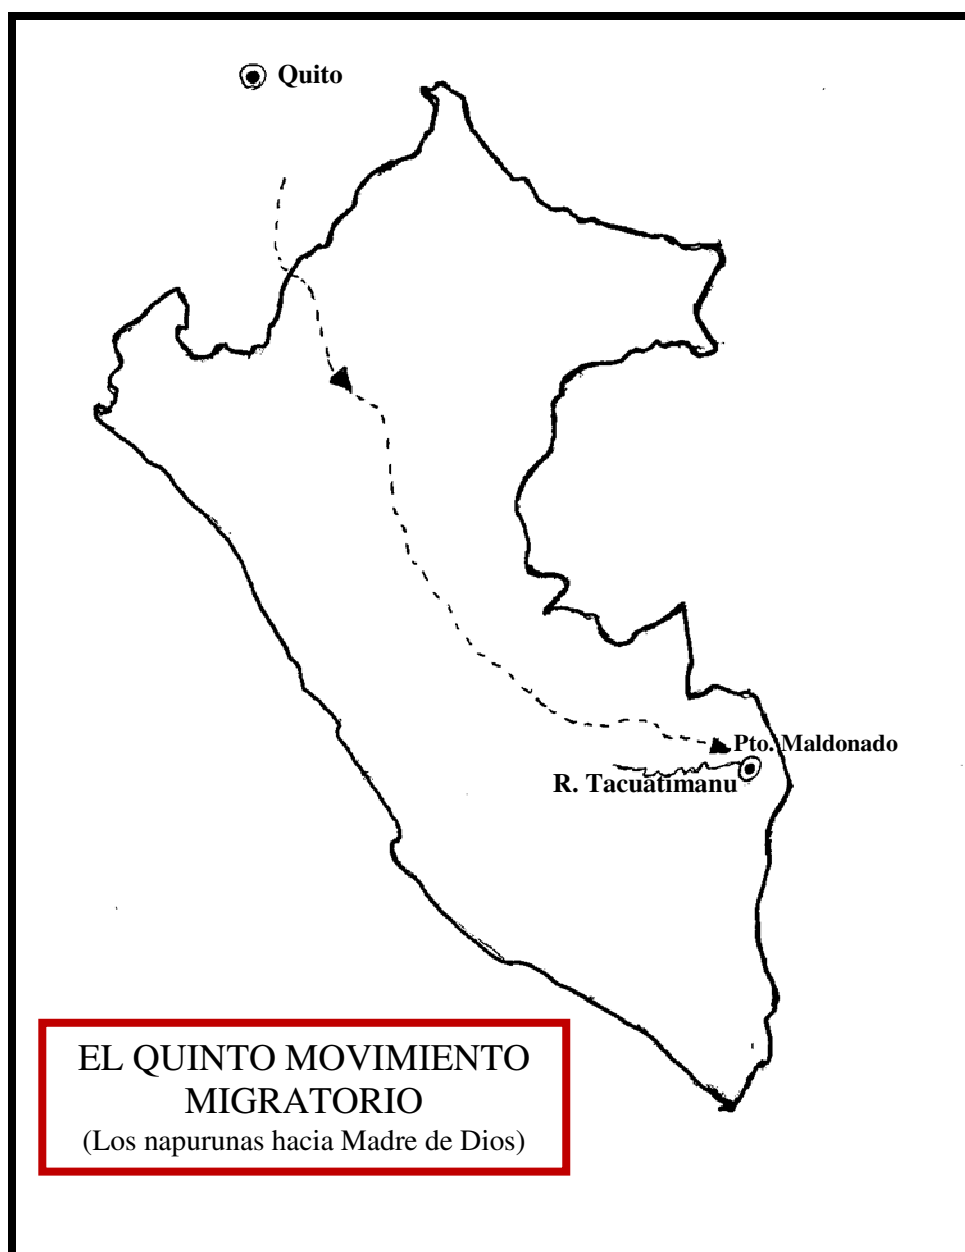 Quito
Pto. Maldonado
R. Tacuatimanu
EL QUINTO MOVIMIENTO
MIGRATORIO
(Los napurunas hacia Madre de Dios)